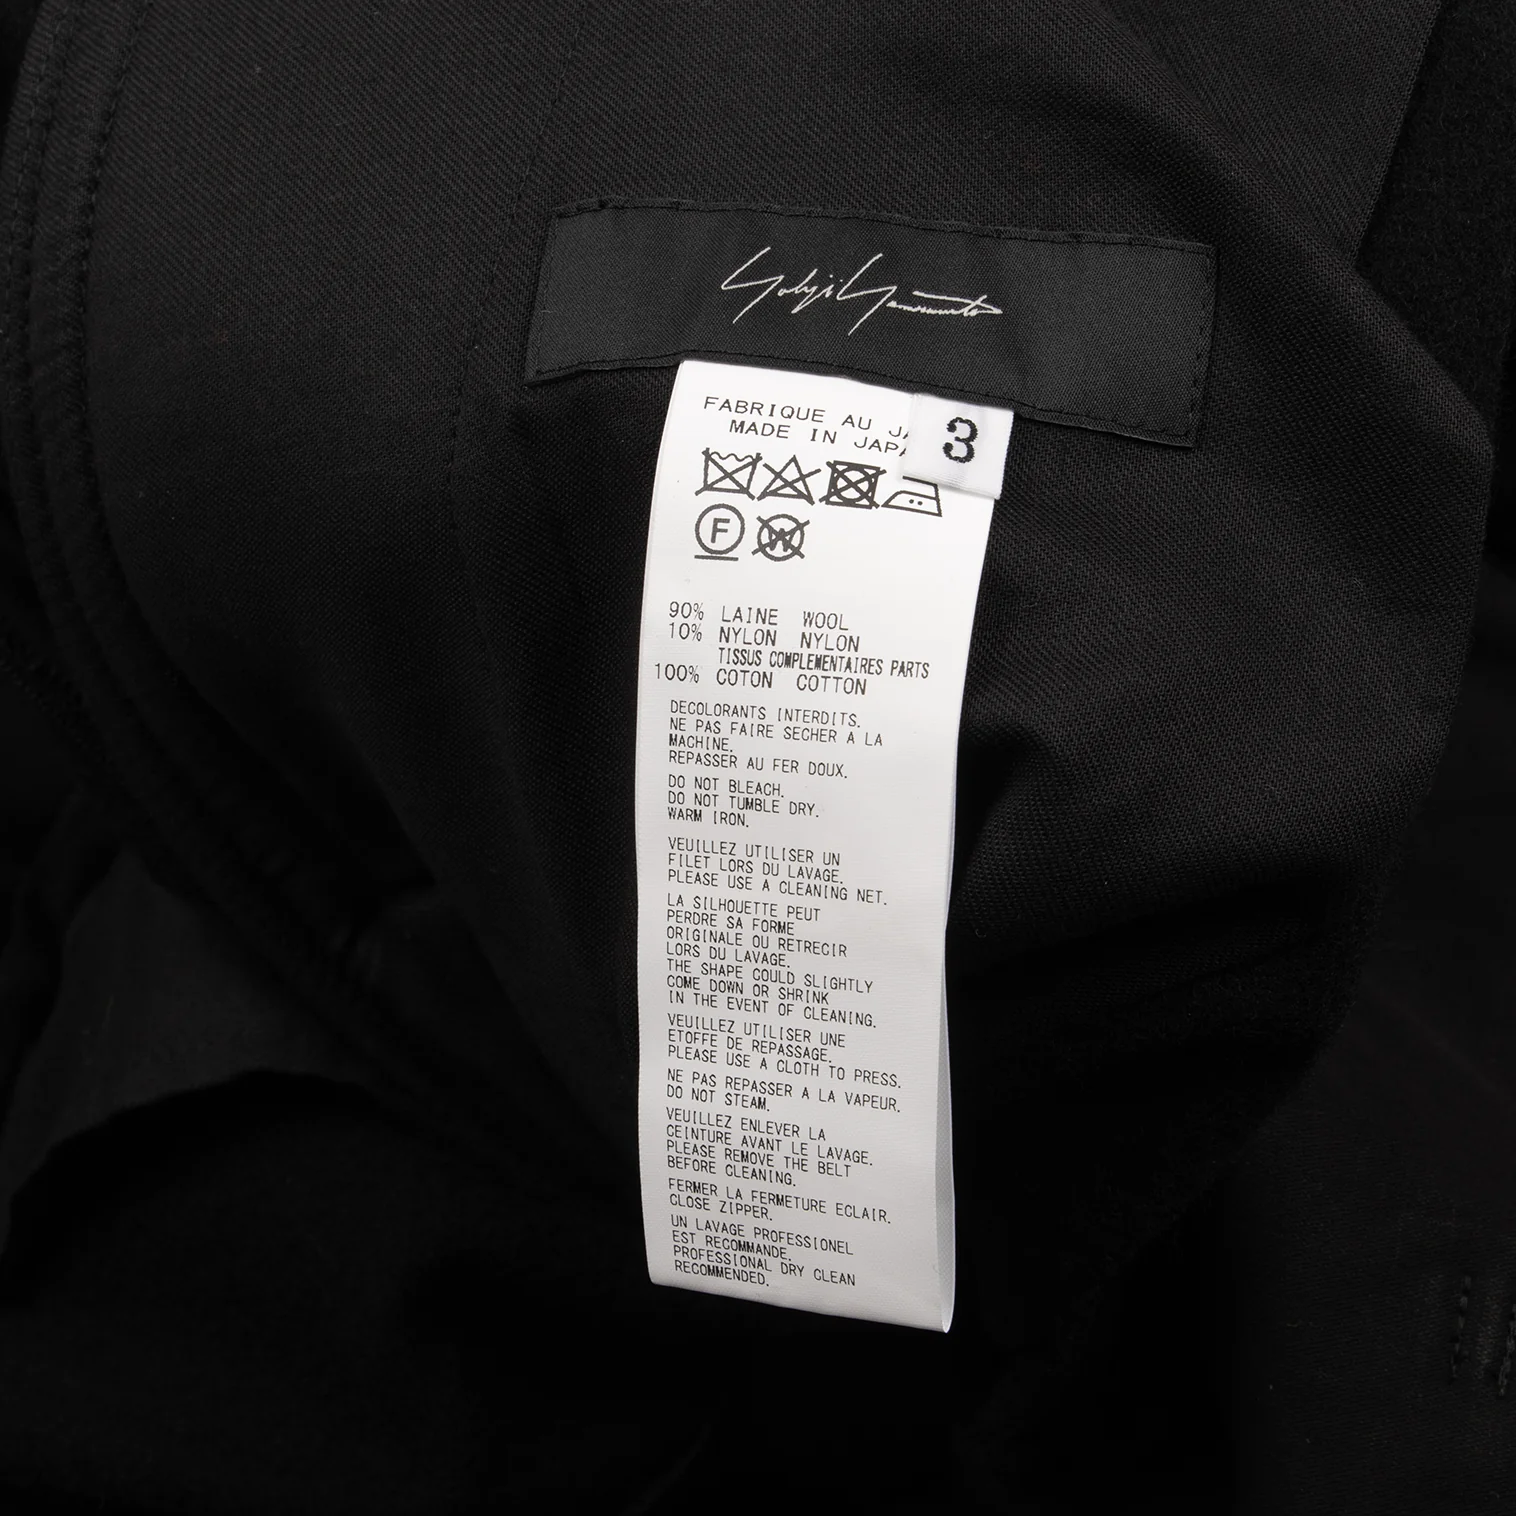 Yohji Yamamoto
FABRIQUE AU JA
MADE IN JAPA
3
F
W
90% LAINE WOOL
10% NYLON NYLON
TISSUS COMPLEMENTAIRES PARTS
100% COTON COTTON
DECOLORANTS INTERDITS.
NE PAS FAIRE SECHER A LA
MACHINE.
REPASSER AU FER DOUX.
DO NOT BLEACH.
DO NOT TUMBLE DRY.
WARM IRON.
VEUILLEZ UTILISER UN
FILET LORS DU LAVAGE.
PLEASE USE A CLEANING NET.
LA SILHOUETTE PEUT
PERDRE SA FORME
ORIGINALE OU RETRECIR
LORS DU LAVAGE.
THE SHAPE COULD SLIGHTLY
COME DOWN OR SHRINK
IN THE EVENT OF CLEANING.
VEUILLEZ UTILISER UNE
ETOFFE DE REPASSAGE.
PLEASE USE A CLOTH TO PRESS.
NE PAS REPASSER A LA VAPEUR.
DO NOT STEAM.
VEUILLEZ ENLEVER LA
CEINTURE AVANT LE LAVAGE.
PLEASE REMOVE THE BELT
BEFORE CLEANING.
FERMER LA FERMETURE ECLAIR.
CLOSE ZIPPER.
UN LAVAGE PROFESSIONEL
EST RECOMMANDE.
PROFESSIONAL DRY CLEAN
RECOMMENDED.